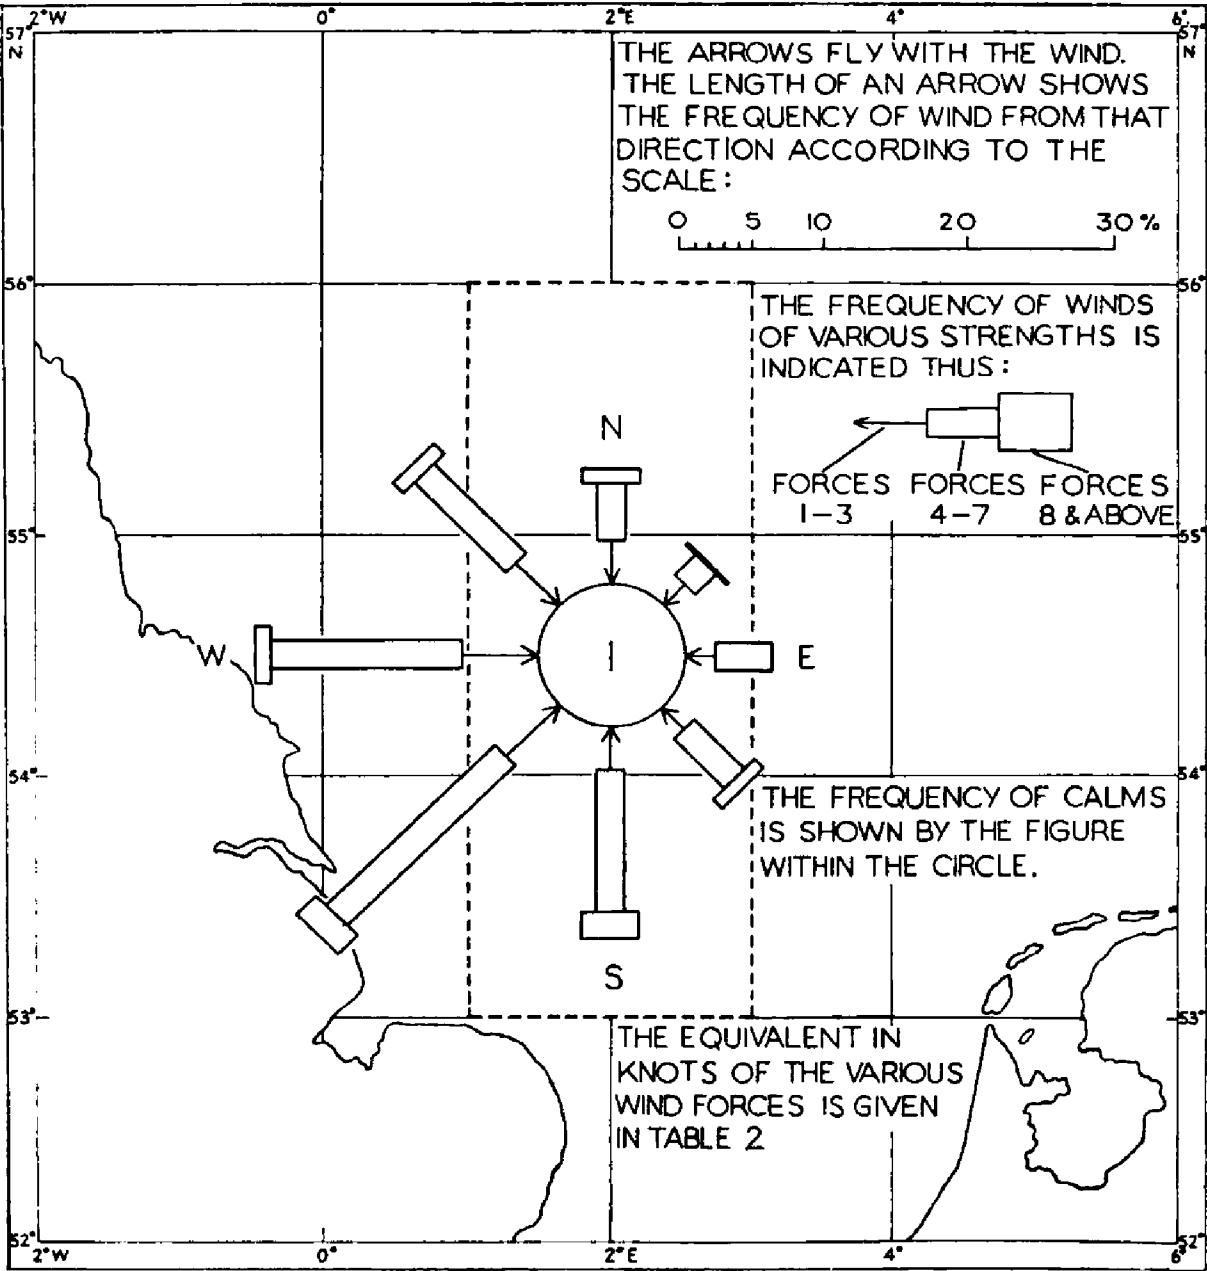 2°W 0° 2°E 4° 6°
57° 57°
N N
THE ARROWS FLY WITH THE WIND.
THE LENGTH OF AN ARROW SHOWS
THE FREQUENCY OF WIND FROM THAT
DIRECTION ACCORDING TO THE
SCALE:
0 5 10 20 30%
56° 56°
THE FREQUENCY OF WINDS
OF VARIOUS STRENGTHS IS
INDICATED THUS:
N
FORCES FORCES FORCES
1-3 4-7 8 & ABOVE
55° 55°
W I E
54° 54°
THE FREQUENCY OF CALMS
IS SHOWN BY THE FIGURE
WITHIN THE CIRCLE.
S
53° 53°
THE EQUIVALENT IN
KNOTS OF THE VARIOUS
WIND FORCES IS GIVEN
IN TABLE 2
52° 52°
2°W 0° 2°E 4° 6°